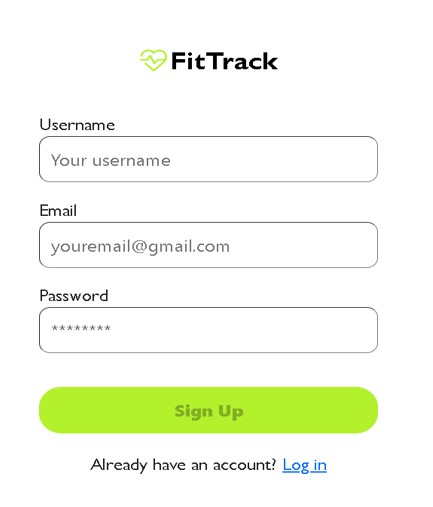 FitTrack
Username
Your username
Email
youremail@gmail.com
Password
********
Sign Up
Already have an account? Log in